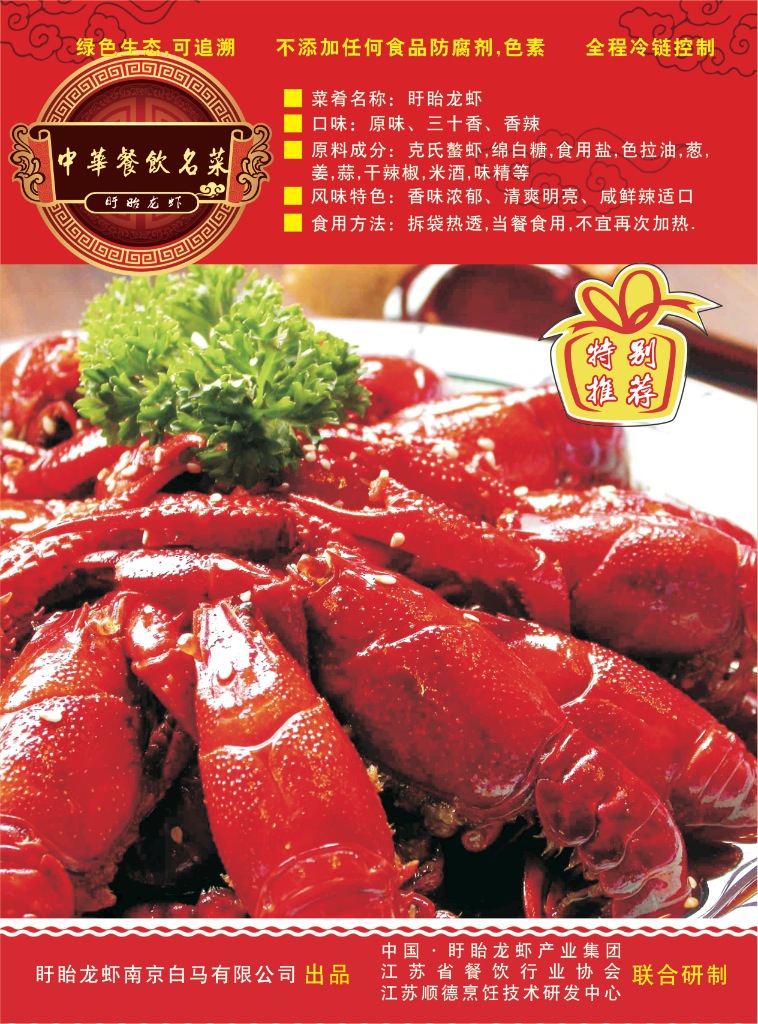 绿色生态,可追溯 不添加任何食品防腐剂,色素 全程冷链控制
中華餐飲名菜
盱眙龙虾
菜肴名称：盱眙龙虾
口味：原味、三十香、香辣
原料成分：克氏螯虾,绵白糖,食用盐,色拉油,葱,
姜,蒜,干辣椒,米酒,味精等
风味特色：香味浓郁、清爽明亮、咸鲜辣适口
食用方法：拆袋热透,当餐食用,不宜再次加热.
特别
推荐
盱眙龙虾南京白马有限公司 出品
中国·盱眙龙虾产业集团
江苏省餐饮行业协会
江苏顺德烹饪技术研发中心
联合研制